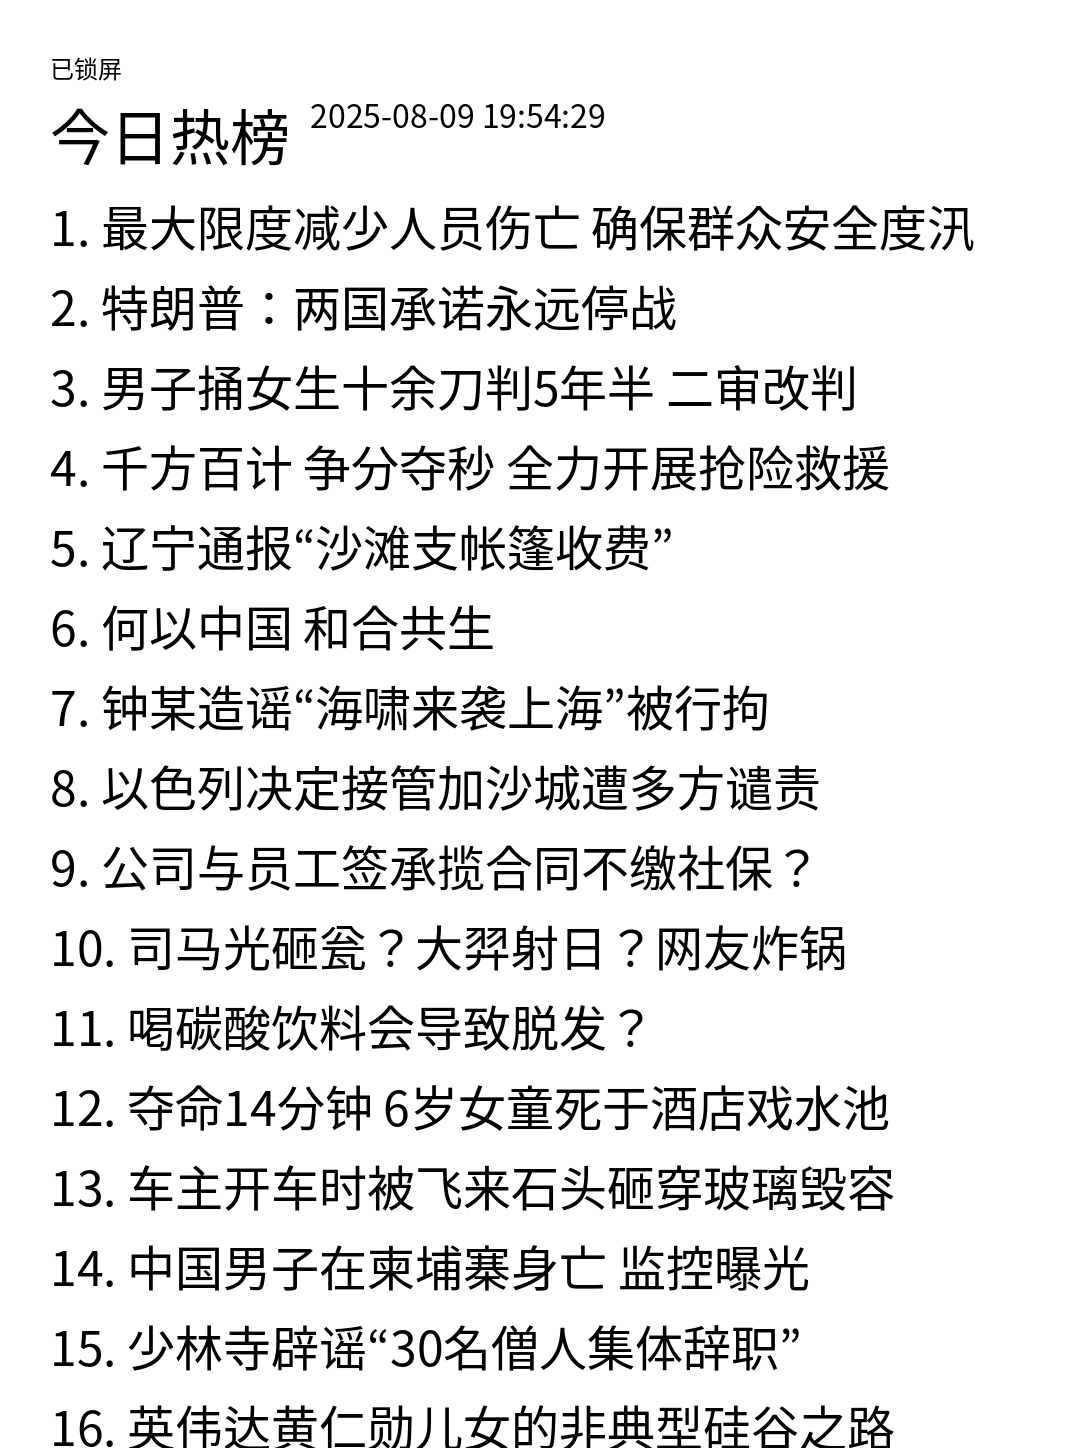 已锁屏
今日热榜 2025-08-09 19:54:29
1. 最大限度减少人员伤亡 确保群众安全度汛
2. 特朗普：两国承诺永远停战
3. 男子捅女生十余刀判5年半 二审改判
4. 千方百计 争分夺秒 全力开展抢险救援
5. 辽宁通报“沙滩支帐篷收费”
6. 何以中国 和合共生
7. 钟某造谣“海啸来袭上海”被行拘
8. 以色列决定接管加沙城遭多方谴责
9. 公司与员工签承揽合同不缴社保？
10. 司马光砸瓮？大羿射日？网友炸锅
11. 喝碳酸饮料会导致脱发？
12. 夺命14分钟 6岁女童死于酒店戏水池
13. 车主开车时被飞来石头砸穿玻璃毁容
14. 中国男子在柬埔寨身亡 监控曝光
15. 少林寺辟谣“30名僧人集体辞职”
16. 英伟达黄仁勋儿女的非典型硅谷之路